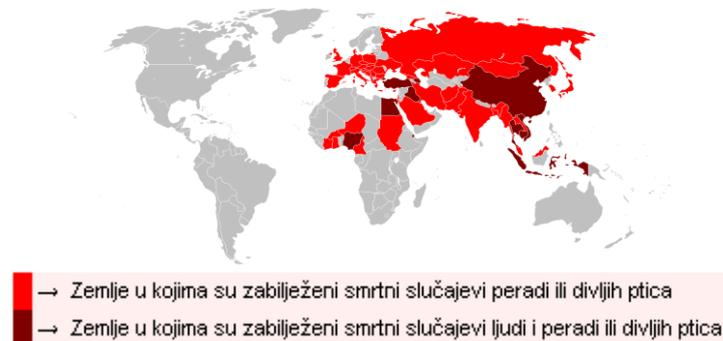 → Zemlje u kojima su zabilježeni smrtni slučajevi peradi ili divljih ptica
→ Zemlje u kojima su zabilježeni smrtni slučajevi ljudi i peradi ili divljih ptica